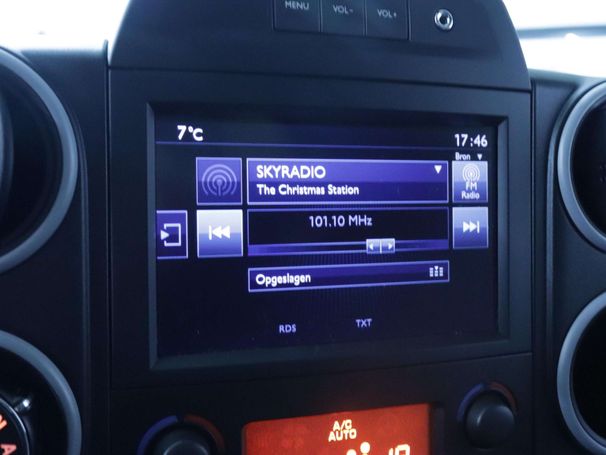 MENU VOL- VOL+
7°C 17:46
Bron
SKYRADIO
The Christmas Station
FM
Radio
101.10 MHz
Opgeslagen
RDS TXT
A/C
AUTO